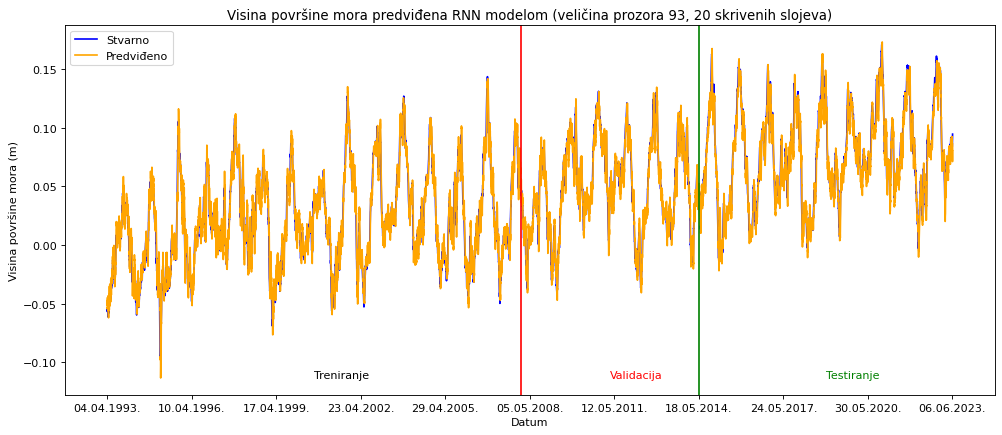 Visina površine mora predviđena RNN modelom (veličina prozora 93, 20 skrivenih slojeva)
Stvarno
Predviđeno
Visina površine mora (m)
0.15
0.10
0.05
0.00
−0.05
−0.10
Treniranje
Validacija
Testiranje
04.04.1993.
10.04.1996.
17.04.1999.
23.04.2002.
29.04.2005.
05.05.2008.
12.05.2011.
18.05.2014.
24.05.2017.
30.05.2020.
06.06.2023.
Datum